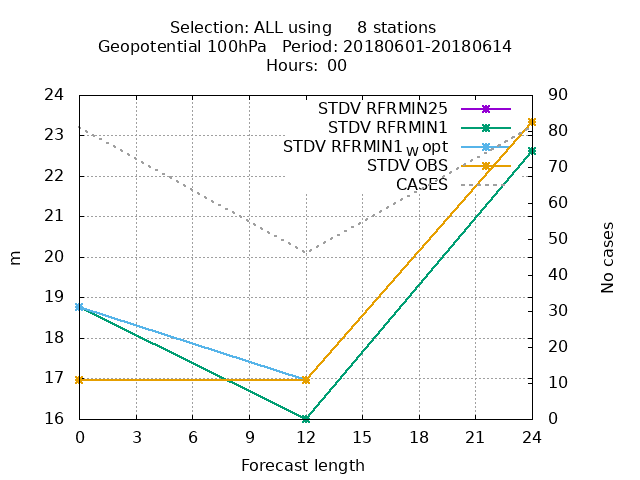 Selection: ALL using 8 stations
Geopotential 100hPa Period: 20180601-20180614
Hours: 00
24
23
22
21
20
19
18
17
16
m
90
80
70
60
50
40
30
20
10
0
No cases
STDV RFRMIN25
STDV RFRMIN1
STDV RFRMIN1_w opt
STDV OBS
CASES
0 3 6 9 12 15 18 21 24
Forecast length